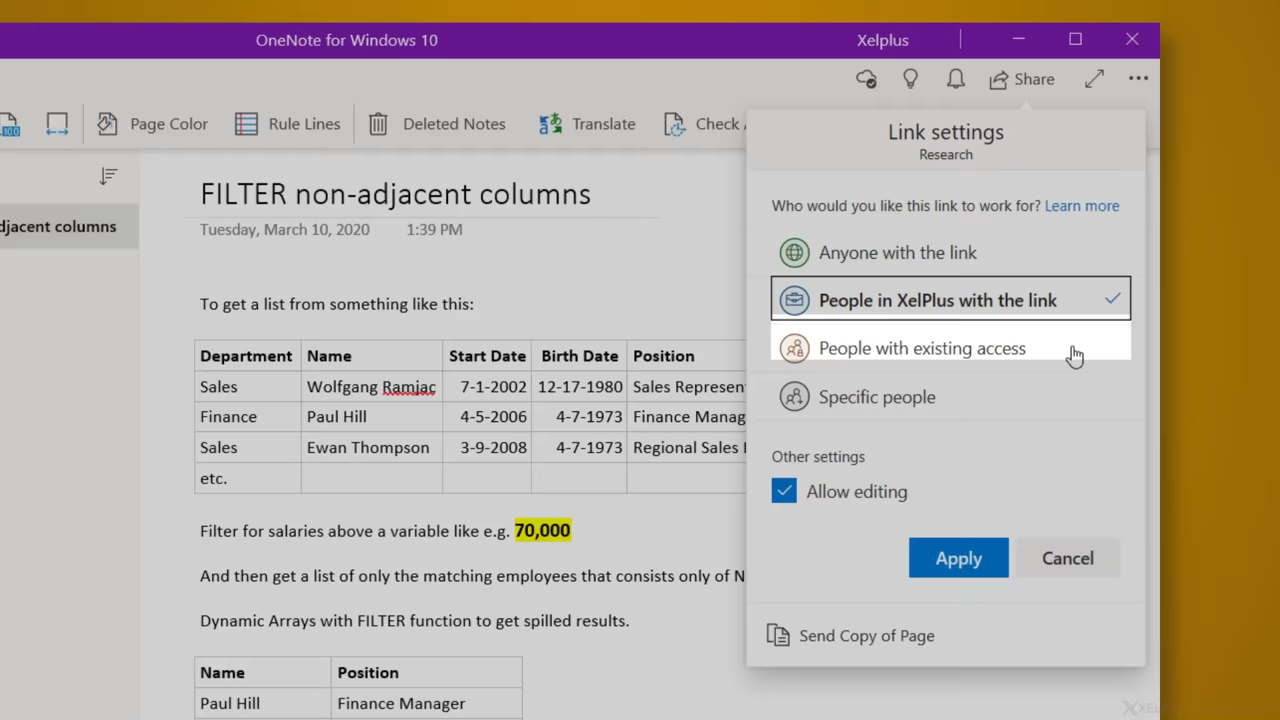 OneNote for Windows 10
Xelplus
Share
Page Color
Rule Lines
Deleted Notes
Translate
Check
Link settings
Research
Who would you like this link to work for? Learn more
Anyone with the link
People in XelPlus with the link
People with existing access
Specific people
Other settings
Allow editing
Apply
Cancel
Send Copy of Page
djacent columns
FILTER non-adjacent columns
Tuesday, March 10, 2020 1:39 PM
To get a list from something like this:
Department Name Start Date Birth Date Position
Sales Wolfgang Ramjac 7-1-2002 12-17-1980 Sales Represent
Finance Paul Hill 4-5-2006 4-7-1973 Finance Manag
Sales Ewan Thompson 3-9-2008 4-7-1973 Regional Sales
etc.
Filter for salaries above a variable like e.g. 70,000
And then get a list of only the matching employees that consists only of N
Dynamic Arrays with FILTER function to get spilled results.
Name Position
Paul Hill Finance Manager